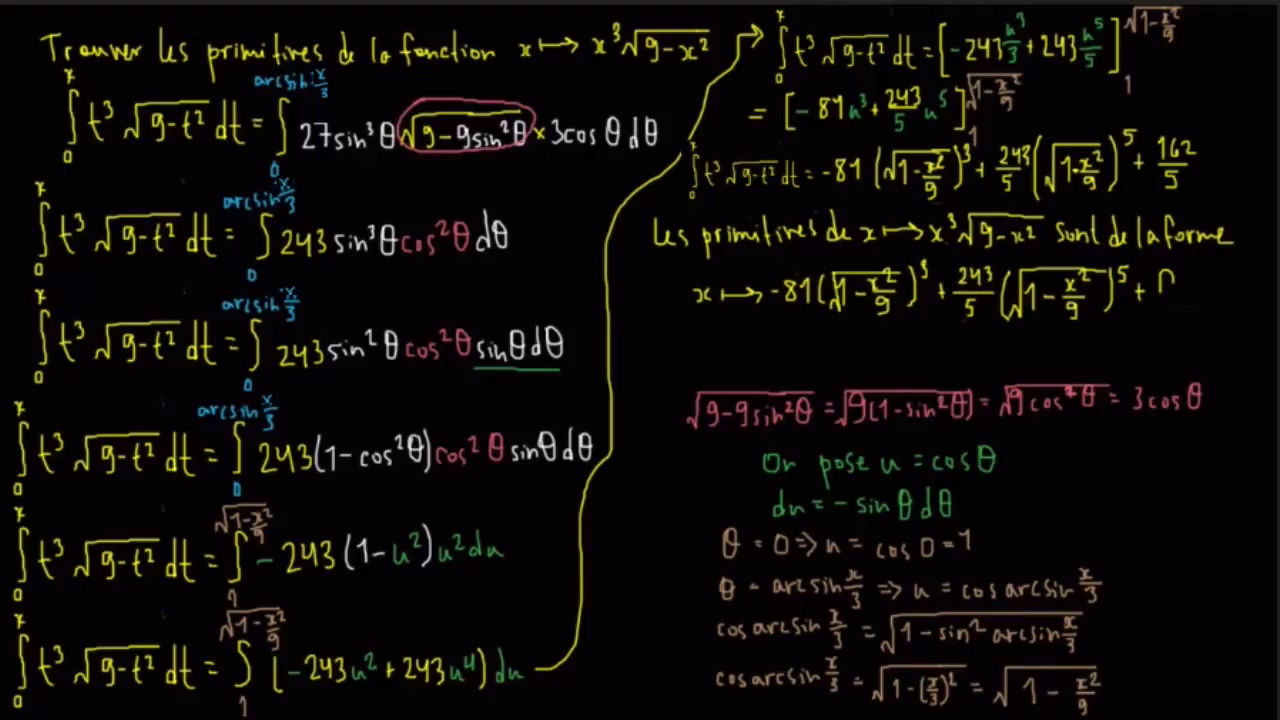 Trouver les primitives de la fonction x ↦ x³√(9-x²)
∫₀ˣ t³ √(9-t²) dt = ∫₀^(arcsin x/3) 27sin³θ √(9-9sin²θ) × 3cosθ dθ
∫₀ˣ t³ √(9-t²) dt = ∫₀^(arcsin x/3) 243 sin³θ cos²θ dθ
∫₀ˣ t³ √(9-t²) dt = ∫₀^(arcsin x/3) 243 sin²θ cos²θ sinθ dθ
∫₀ˣ t³ √(9-t²) dt = ∫₀^(arcsin x/3) 243(1-cos²θ) cos²θ sinθ dθ
∫₀ˣ t³ √(9-t²) dt = ∫₁^√(1-x²/9) -243(1-u²)u² du
∫₀ˣ t³ √(9-t²) dt = ∫₁^√(1-x²/9) (-243u² + 243u⁴) du
∫₀ˣ t³ √(9-t²) dt = [-243 u³/3 + 243 u⁵/5]₁^√(1-x²/9)
= [-81u³ + 243/5 u⁵]₁^√(1-x²/9)
∫₀ˣ t³ √(9-t²) dt = -81 (√(1-x²/9))³ + 243/5 (√(1-x²/9))⁵ + 162/5
Les primitives de x ↦ x³√(9-x²) sont de la forme
x ↦ -81(√(1-x²/9))³ + 243/5 (√(1-x²/9))⁵ +
√(9-9sin²θ) = √(9(1-sin²θ)) = √(9cos²θ) = 3cosθ
On pose u = cosθ
du = -sinθ dθ
θ = 0 => u = cos0 = 1
θ = arcsin x/3 => u = cos arcsin x/3
cos arcsin x/3 = √(1-sin² arcsin x/3)
cos arcsin x/3 = √(1-(x/3)²) = √(1-x²/9)